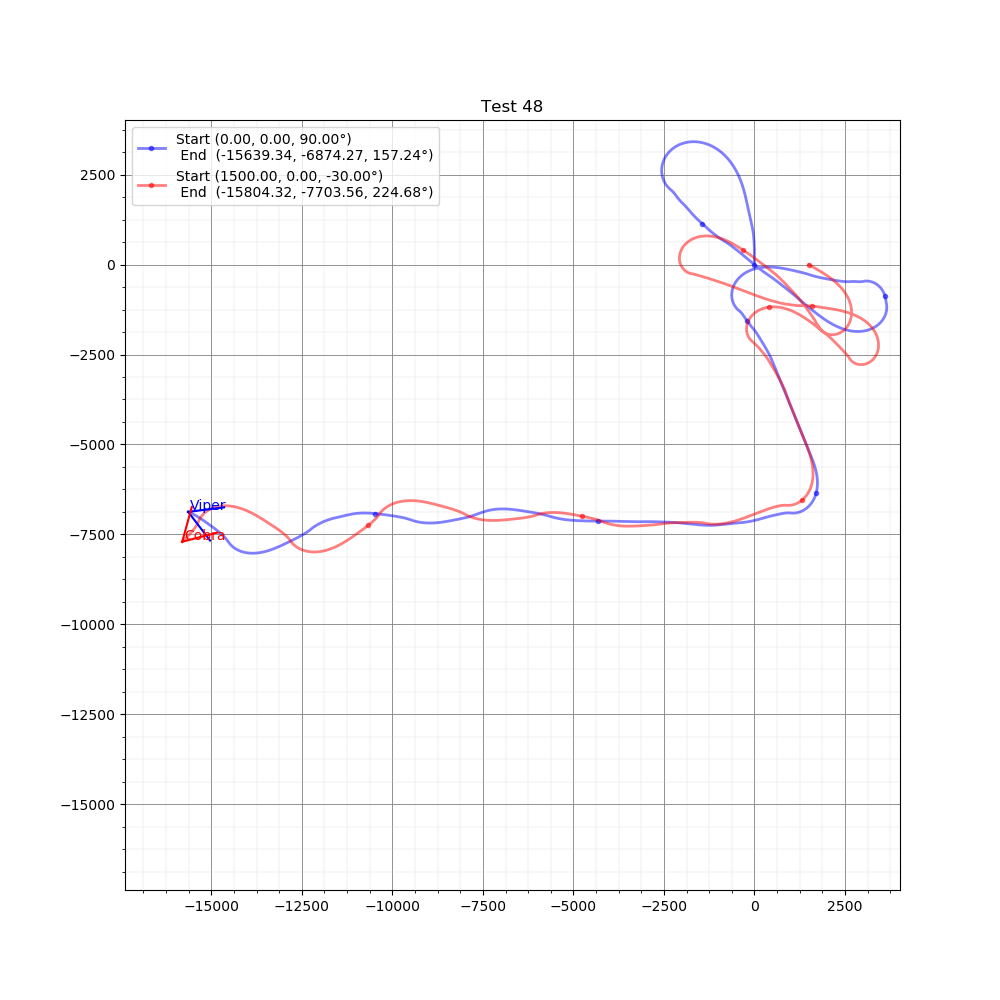 Test 48
Start (0.00, 0.00, 90.00°)
End  (-15639.34, -6874.27, 157.24°)
Start (1500.00, 0.00, -30.00°)
End  (-15804.32, -7703.56, 224.68°)
2500
0
−2500
−5000
−7500
−10000
−12500
−15000
Viper
Cobra
−15000
−12500
−10000
−7500
−5000
−2500
0
2500